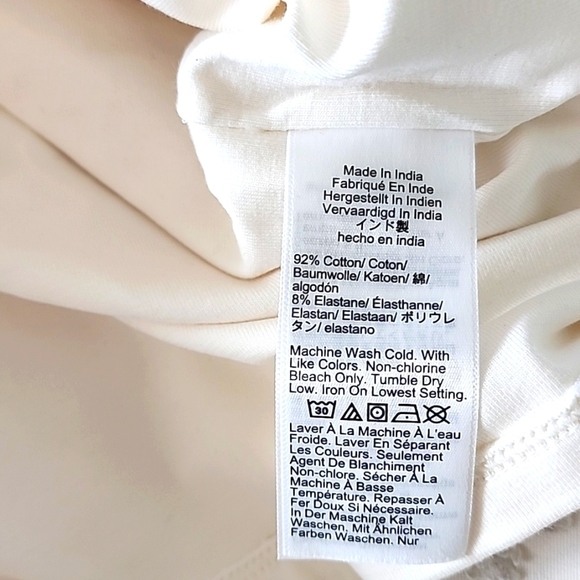 Made In India
Fabriqué En Inde
Hergestellt In Indien
Vervaardigd In India
インド製
hecho en india
92% Cotton/ Coton/
Baumwolle/ Katoen/ 綿/
algodón
8% Elastane/ Élasthanne/
Elastan/ Elastaan/ ポリウレ
タン/ elastano
Machine Wash Cold. With
Like Colors. Non-chlorine
Bleach Only. Tumble Dry
Low. Iron On Lowest Setting.
30
Laver À La Machine À L'eau
Froide. Laver En Séparant
Les Couleurs. Seulement
Agent De Blanchiment
Non-chlore. Sécher À La
Machine À Basse
Température. Repasser À
Fer Doux Si Nécessaire.
In Der Maschine Kalt
Waschen. Mit Ähnlichen
Farben Waschen. Nur